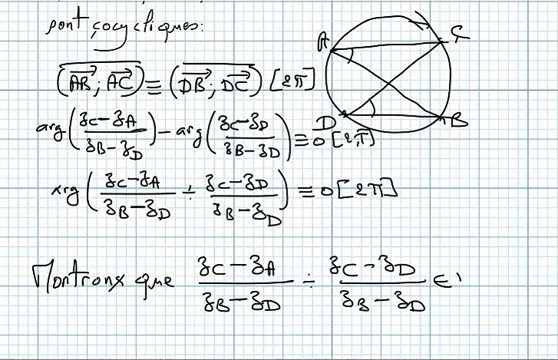 sont cocycliques:
A C D B
(AB→; AC→) ≡ (DB→; DC→) [2π]
arg(zC-zA / zB-zD) - arg(zC-zD / zB-zD) ≡ 0 [2π]
arg(zC-zA / zB-zD ÷ zC-zD / zB-zD) ≡ 0 [2π]
Montronx que zC-zA / zB-zD ÷ zC-zD / zB-zD ∈